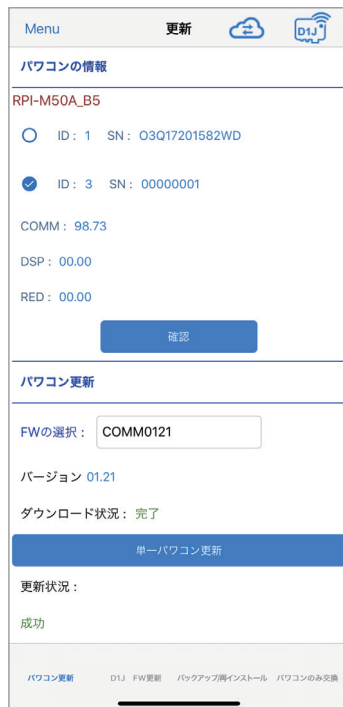 Menu 更新 D1J
パワコンの情報
RPI-M50A_B5
ID： 1 SN： O3Q17201582WD
ID： 3 SN： 00000001
COMM： 98.73
DSP： 00.00
RED： 00.00
確認
パワコン更新
FWの選択： COMM0121
バージョン 01.21
ダウンロード状況： 完了
単一パワコン更新
更新状況：
成功
パワコン更新 D1J FW更新 バックアップ/再インストール パワコンのみ交換